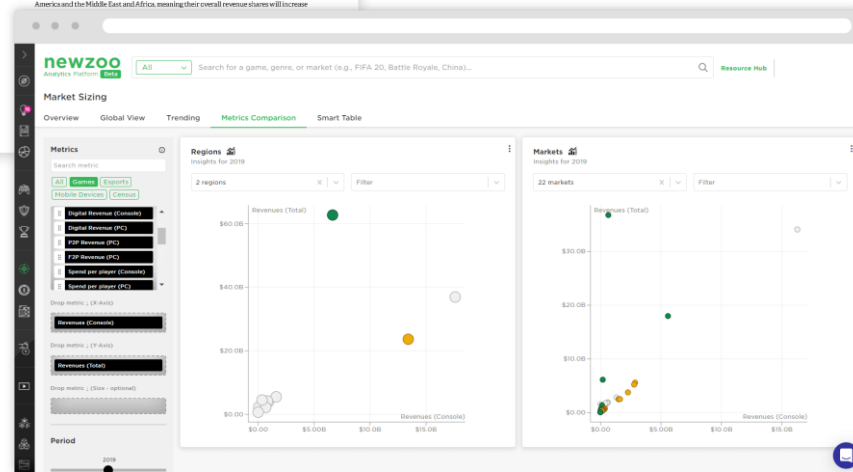 America and the Middle East and Africa, meaning their overall revenue shares will increase
newzoo
Analytics Platform Beta
All
Search for a game, genre, or market (e.g., FIFA 20, Battle Royale, China)...
Resource Hub
Market Sizing
Overview Global View Trending Metrics Comparison Smart Table
Metrics
Search metric
All Games Esports
Mobile Devices Census
Digital Revenue (Console)
Digital Revenue (PC)
P2P Revenue (PC)
F2P Revenue (PC)
Spend per player (Console)
Spend per player (PC)
Drop metric ; (X-Axis)
Revenues (Console)
Drop metric ; (Y-Axis)
Revenues (Total)
Drop metric ; (Size - optional)
Period
2019
Regions
Insights for 2019
2 regions x Filter
Revenues (Total)
$60.0B
$40.0B
$20.0B
$0.00
Revenues (Console)
$0.00 $5.00B $10.0B $15.0B
Markets
Insights for 2019
22 markets x Filter
Revenues (Total)
$30.0B
$20.0B
$10.0B
$0.00
Revenues (Console)
$0.00 $5.00B $10.0B $15.0B